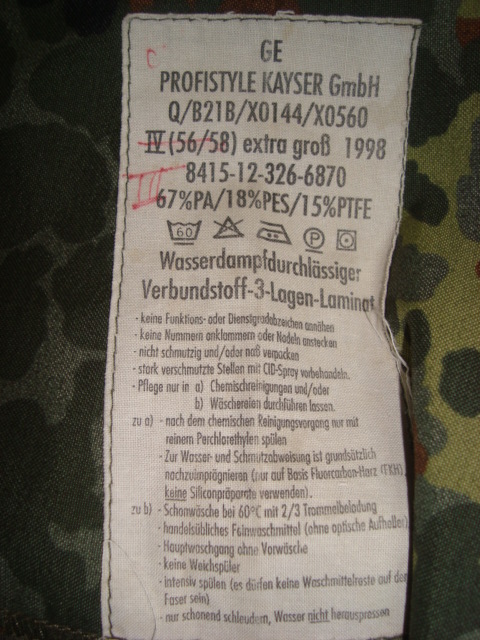 C
GE
PROFISTYLE KAYSER GmbH
Q/B21B/X0144/X0560
IV (56/58) extra groß 1998
III
8415-12-326-6870
67%PA/18%PES/15%PTFE
60 P
Wasserdampfdurchlässiger
Verbundstoff-3-Lagen-Laminat
- keine Funktions- oder Dienstgradabzeichen annähen
- keine Nummern anklammern oder Nadeln anstecken
- nicht schmutzig und/oder naß verpacken
- stark verschmutzte Stellen mit CID-Spray vorbehandeln.
- Pflege nur in a) Chemischreinigungen und/oder
b) Wäschereien durchführen lassen.
zu a) - nach dem chemischen Reinigungsvorgang nur mit
reinem Perchlorethylen spülen
- Zur Wasser- und Schmutzabweisung ist grundsätzlich
nachzuimprägnieren (nur auf Basis Fluorcarbon-Harz (FKH)
keine Siliconpräparate verwenden).
zu b) - Schonwäsche bei 60°C mit 2/3 Trommelbeladung
- handelsübliches Feinwaschmittel (ohne optische Aufheller)
- Hauptwaschgang ohne Vorwäsche
- keine Weichspüler
- intensiv spülen (es dürfen keine Waschmittelreste auf der
Faser sein)
- nur schonend schleudern, Wasser nicht herauspressen